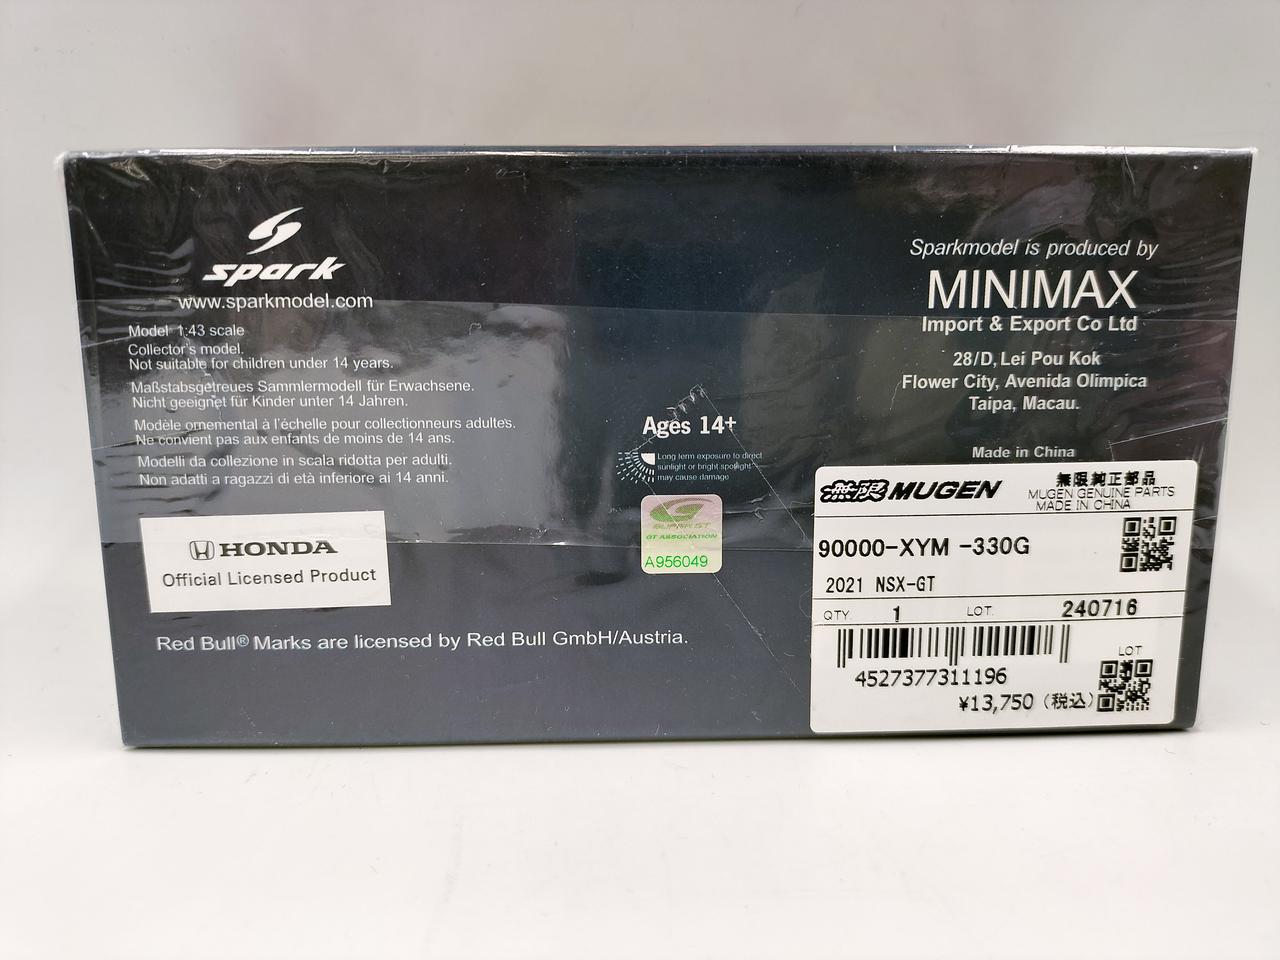 spark
www.sparkmodel.com
Model 1:43 scale
Collector's model.
Not suitable for children under 14 years.
Maßstabsgetreues Sammlermodell für Erwachsene.
Nicht geeignet für Kinder unter 14 Jahren.
Modèle ornemental à l'échelle pour collectionneurs adultes.
Ne convient pas aux enfants de moins de 14 ans.
Modelli da collezione in scala ridotta per adulti.
Non adatti a ragazzi di età inferiore ai 14 anni.
HONDA
Official Licensed Product
Red Bull® Marks are licensed by Red Bull GmbH/Austria.
Ages 14+
Long term exposure to direct
sunlight or bright spotlight
may cause damage
SUPER GT
GT ASSOCIATION
A956049
Sparkmodel is produced by
MINIMAX
Import & Export Co Ltd
28/D, Lei Pou Kok
Flower City, Avenida Olimpica
Taipa, Macau.
Made in China
無限 MUGEN
無限純正部品
MUGEN GENUINE PARTS
MADE IN CHINA
90000-XYM -330G
2021 NSX-GT
QTY. 1 LOT. 240716
4527377311196
LOT
¥13,750（税込）